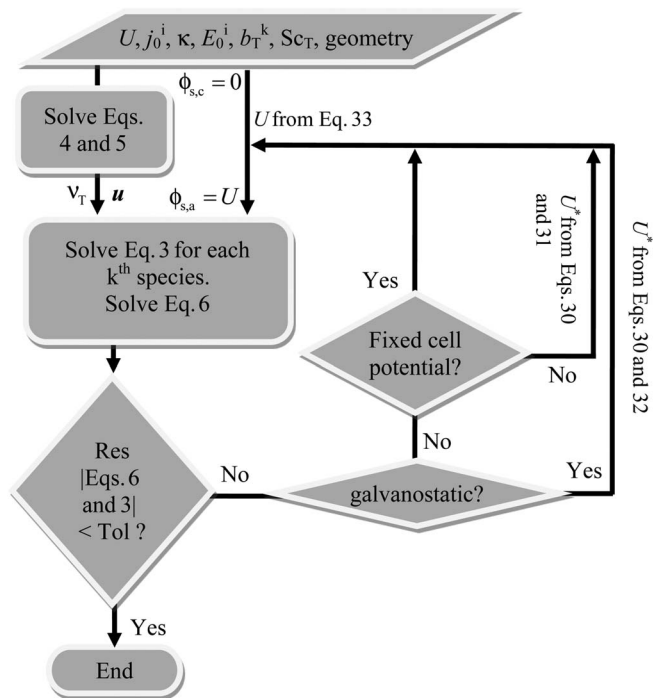 U, j₀ⁱ, κ, E₀ⁱ, b_Tᵏ, Sc_T, geometry
ϕ_s,c = 0
Solve Eqs.
4 and 5
U from Eq. 33
ν_T
u
ϕ_s,a = U
Solve Eq. 3 for each
kᵗʰ species.
Solve Eq. 6
Yes
U* from Eqs. 30
and 31
U* from Eqs. 30 and 32
Fixed cell
potential?
No
Res
|Eqs. 6
and 3|
< Tol ?
No
No
galvanostatic?
Yes
Yes
End